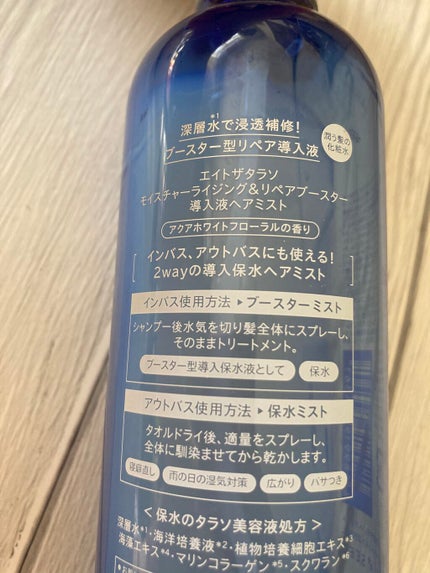 深層水*1で浸透補修!
ブースター型リペア導入液
潤う髪の
化粧水
エイトザタラソ
モイスチャーライジング&リペアブースター
導入液ヘアミスト
アクアホワイトフローラルの香り
インバス、アウトバスにも使える!
2wayの導入保水ヘアミスト
インバス使用方法 ▶ ブースターミスト
シャンプー後水気を切り髪全体にスプレーし、
そのままトリートメント。
ブースター型導入保水液として 保水
アウトバス使用方法 ▶ 保水ミスト
タオルドライ後、適量をスプレーし、
全体に馴染ませてから乾かします。
寝癖直し 雨の日の湿気対策 広がり パサつき
< 保水のタラソ美容液処方 >
深層水*1・海洋培養液*2・植物培養細胞エキス*3
海藻エキス*4・マリンコラーゲン*5・スクワラン*6